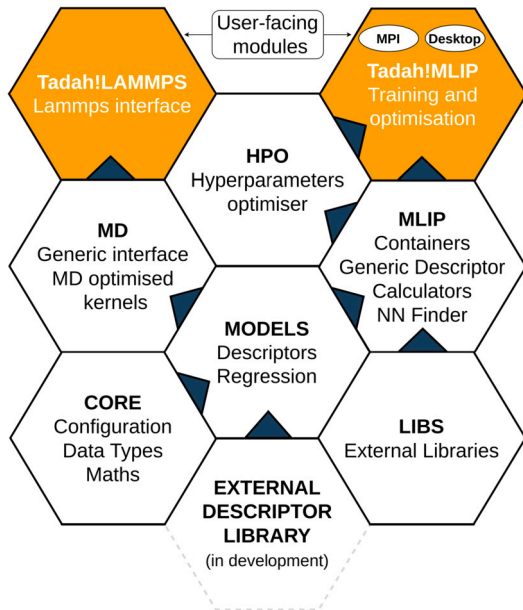 User-facing
modules
MPI
Desktop
Tadah!LAMMPS
Lammps interface
Tadah!MLIP
Training and
optimisation
HPO
Hyperparameters
optimiser
MD
Generic interface
MD optimised
kernels
MLIP
Containers
Generic Descriptor
Calculators
NN Finder
MODELS
Descriptors
Regression
CORE
Configuration
Data Types
Maths
LIBS
External Libraries
EXTERNAL
DESCRIPTOR
LIBRARY
(in development)